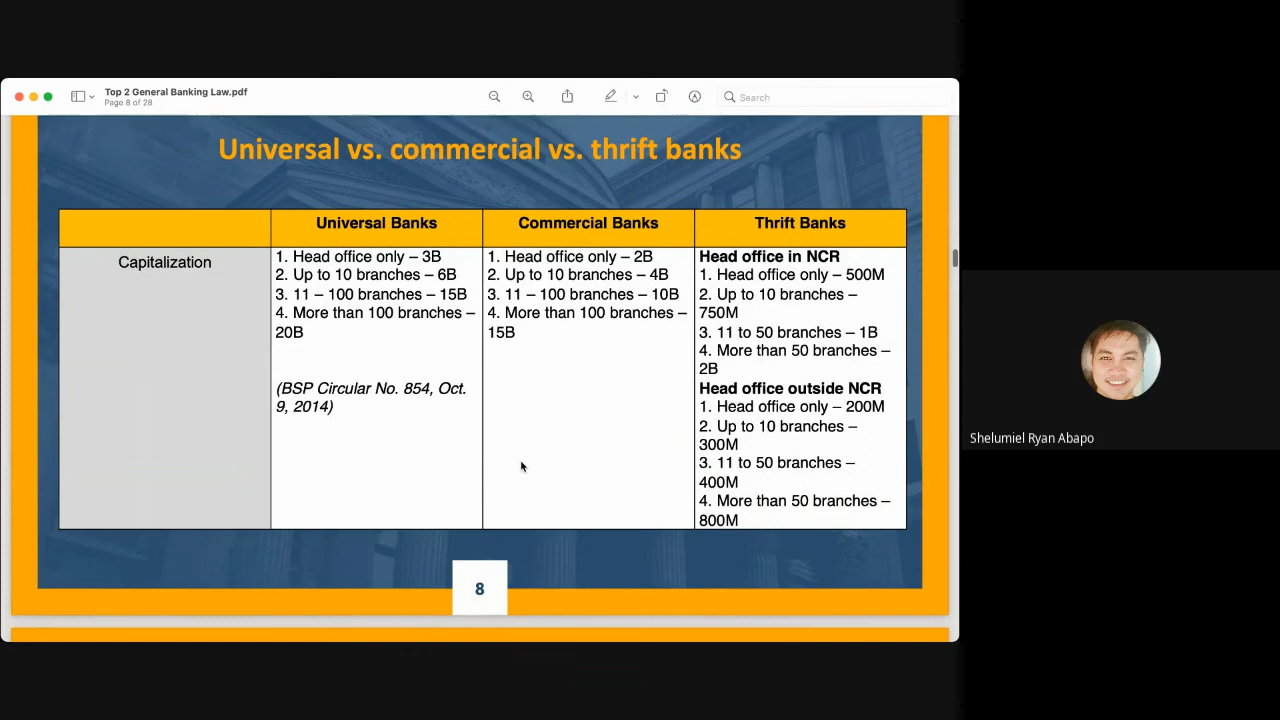 Top 2 General Banking Law.pdf
Page 8 of 28
Search
Universal vs. commercial vs. thrift banks
Universal Banks
Commercial Banks
Thrift Banks
Capitalization
1. Head office only – 3B
2. Up to 10 branches – 6B
3. 11 – 100 branches – 15B
4. More than 100 branches –
20B
(BSP Circular No. 854, Oct.
9, 2014)
1. Head office only – 2B
2. Up to 10 branches – 4B
3. 11 – 100 branches – 10B
4. More than 100 branches –
15B
Head office in NCR
1. Head office only – 500M
2. Up to 10 branches –
750M
3. 11 to 50 branches – 1B
4. More than 50 branches –
2B
Head office outside NCR
1. Head office only – 200M
2. Up to 10 branches –
300M
3. 11 to 50 branches –
400M
4. More than 50 branches –
800M
8
Shelumiel Ryan Abapo